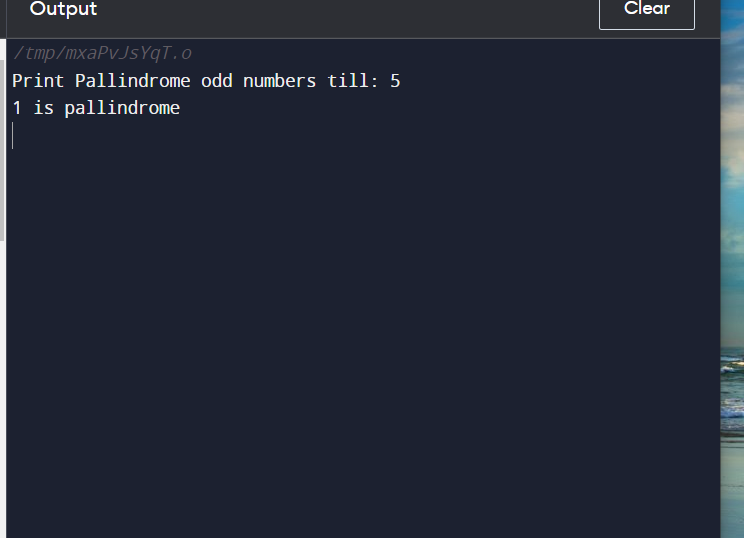 Output
Clear
/tmp/mxaPvJsYqT.o
Print Pallindrome odd numbers till: 5
1 is pallindrome